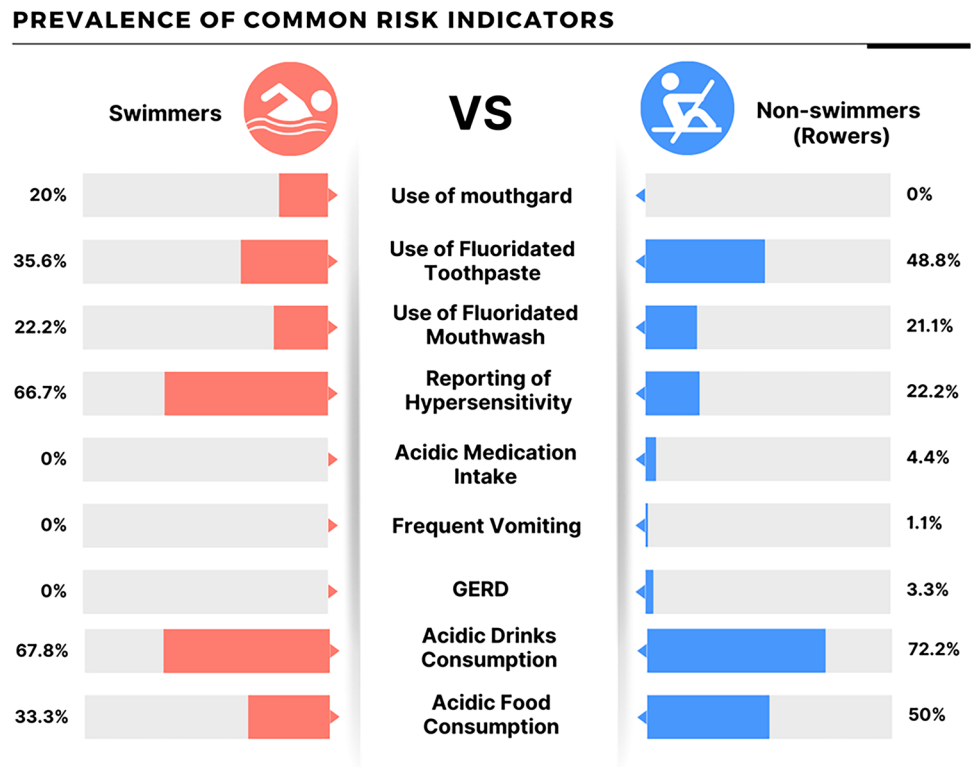 PREVALENCE OF COMMON RISK INDICATORS
Swimmers
VS
Non-swimmers
(Rowers)
20%
Use of mouthgard
0%
35.6%
Use of Fluoridated
Toothpaste
48.8%
22.2%
Use of Fluoridated
Mouthwash
21.1%
66.7%
Reporting of
Hypersensitivity
22.2%
0%
Acidic Medication
Intake
4.4%
0%
Frequent Vomiting
1.1%
0%
GERD
3.3%
67.8%
Acidic Drinks
Consumption
72.2%
33.3%
Acidic Food
Consumption
50%